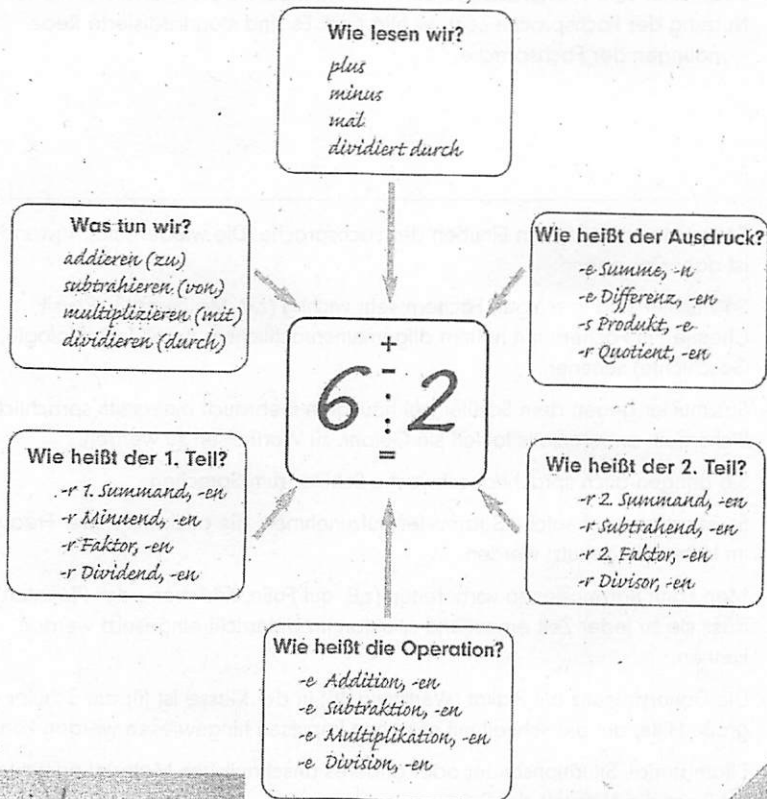 Wie lesen wir?
plus
minus
mal
dividiert durch
Was tun wir?
addieren (zu)
subtrahieren (von)
multiplizieren (mit)
dividieren (durch)
Wie heißt der Ausdruck?
-e Summe, -n
-e Differenz, -en
-s Produkt, -e
-r Quotient, -en
+
-
6 : 2
=
Wie heißt der 1. Teil?
-r 1. Summand, -en
-r Minuend, -en
-r Faktor, -en
-r Dividend, -en
Wie heißt der 2. Teil?
-r 2. Summand, -en
-r Subtrahend, -en
-r 2. Faktor, -en
-r Divisor, -en
Wie heißt die Operation?
-e Addition, -en
-e Subtraktion, -en
-e Multiplikation, -en
-e Division, -en